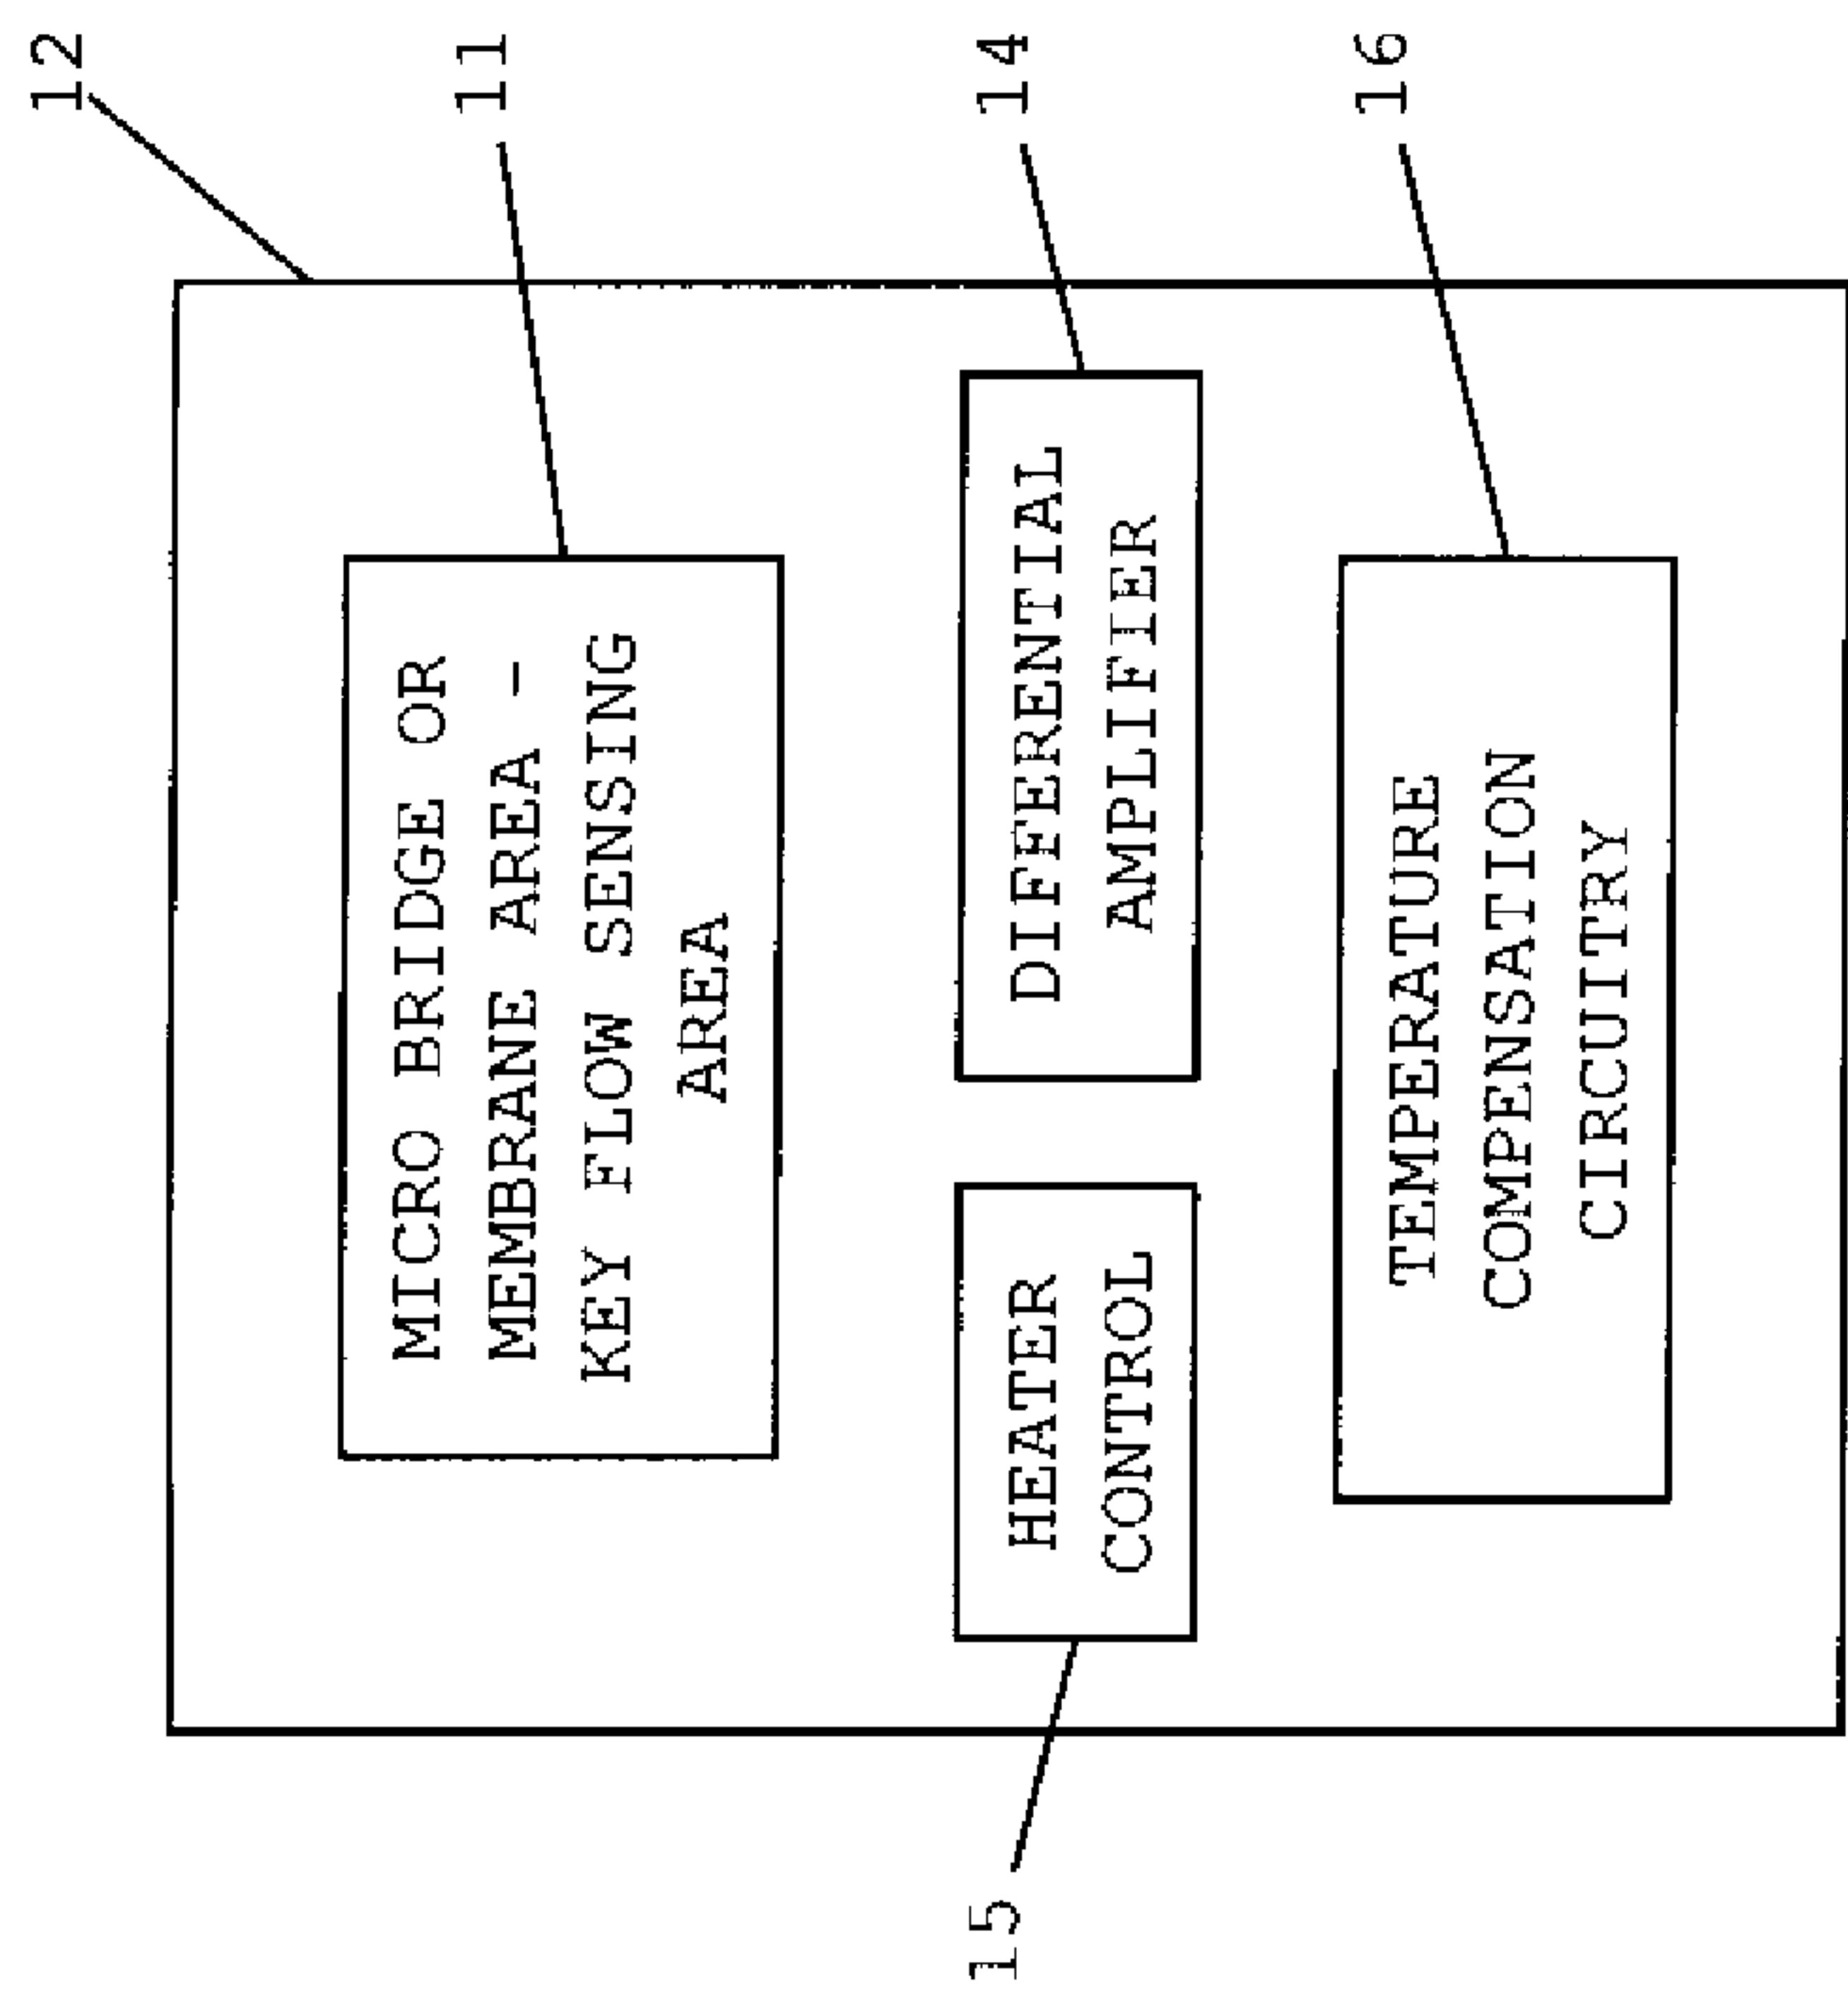 12
MICRO BRIDGE OR
MEMBRANE AREA -
KEY FLOW SENSING
AREA
11
HEATER
CONTROL
15
DIFFERENTIAL
AMPLIFIER
14
TEMPERATURE
COMPENSATION
CIRCUITRY
16